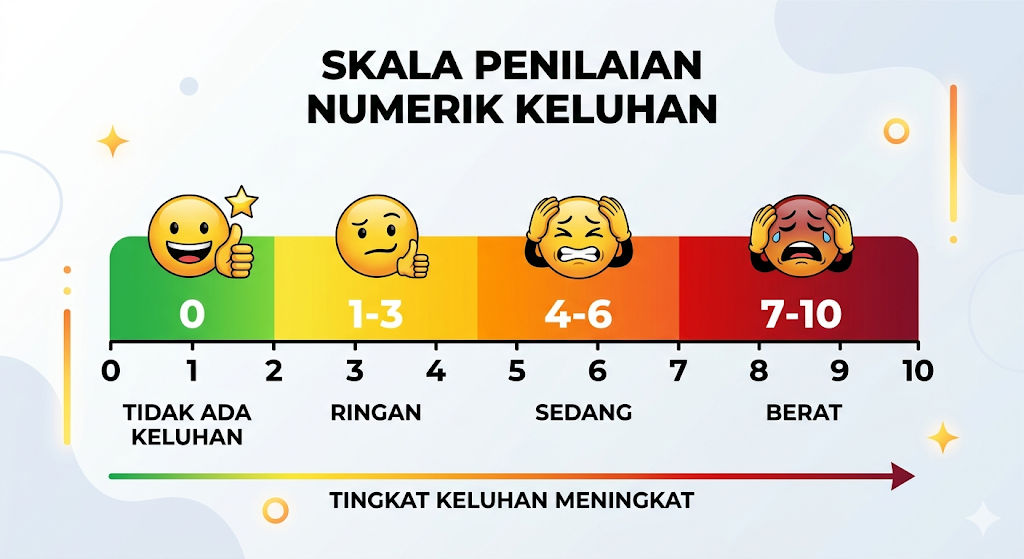 SKALA PENILAIAN
NUMERIK KELUHAN
0
1-3
4-6
7-10
0 1 2 3 4 5 6 7 8 9 10
TIDAK ADA
KELUHAN
RINGAN
SEDANG
BERAT
TINGKAT KELUHAN MENINGKAT